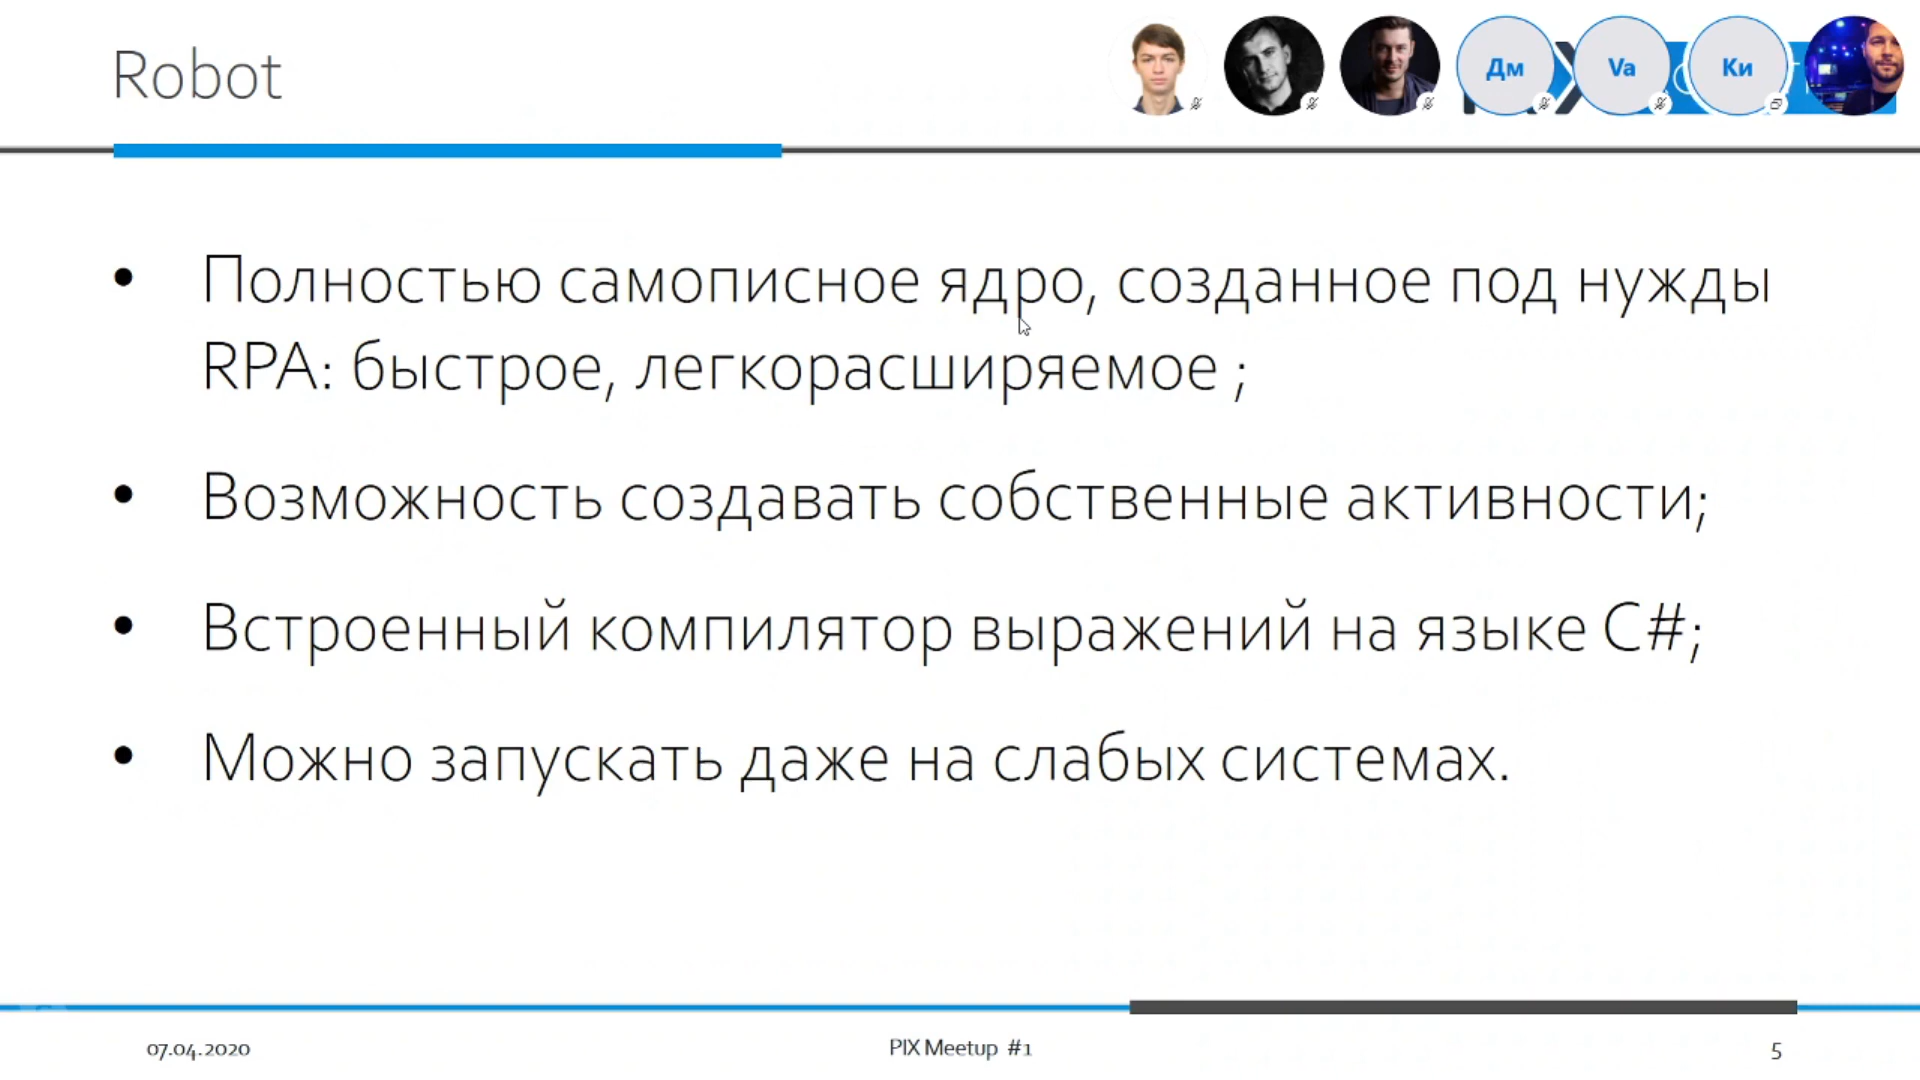 Robot
Дм
Va
Ки
• Полностью самописное ядро, созданное под нужды
RPA: быстрое, легкорасширяемое ;
• Возможность создавать собственные активности;
• Встроенный компилятор выражений на языке C#;
• Можно запускать даже на слабых системах.
07.04.2020
PIX Meetup #1
5